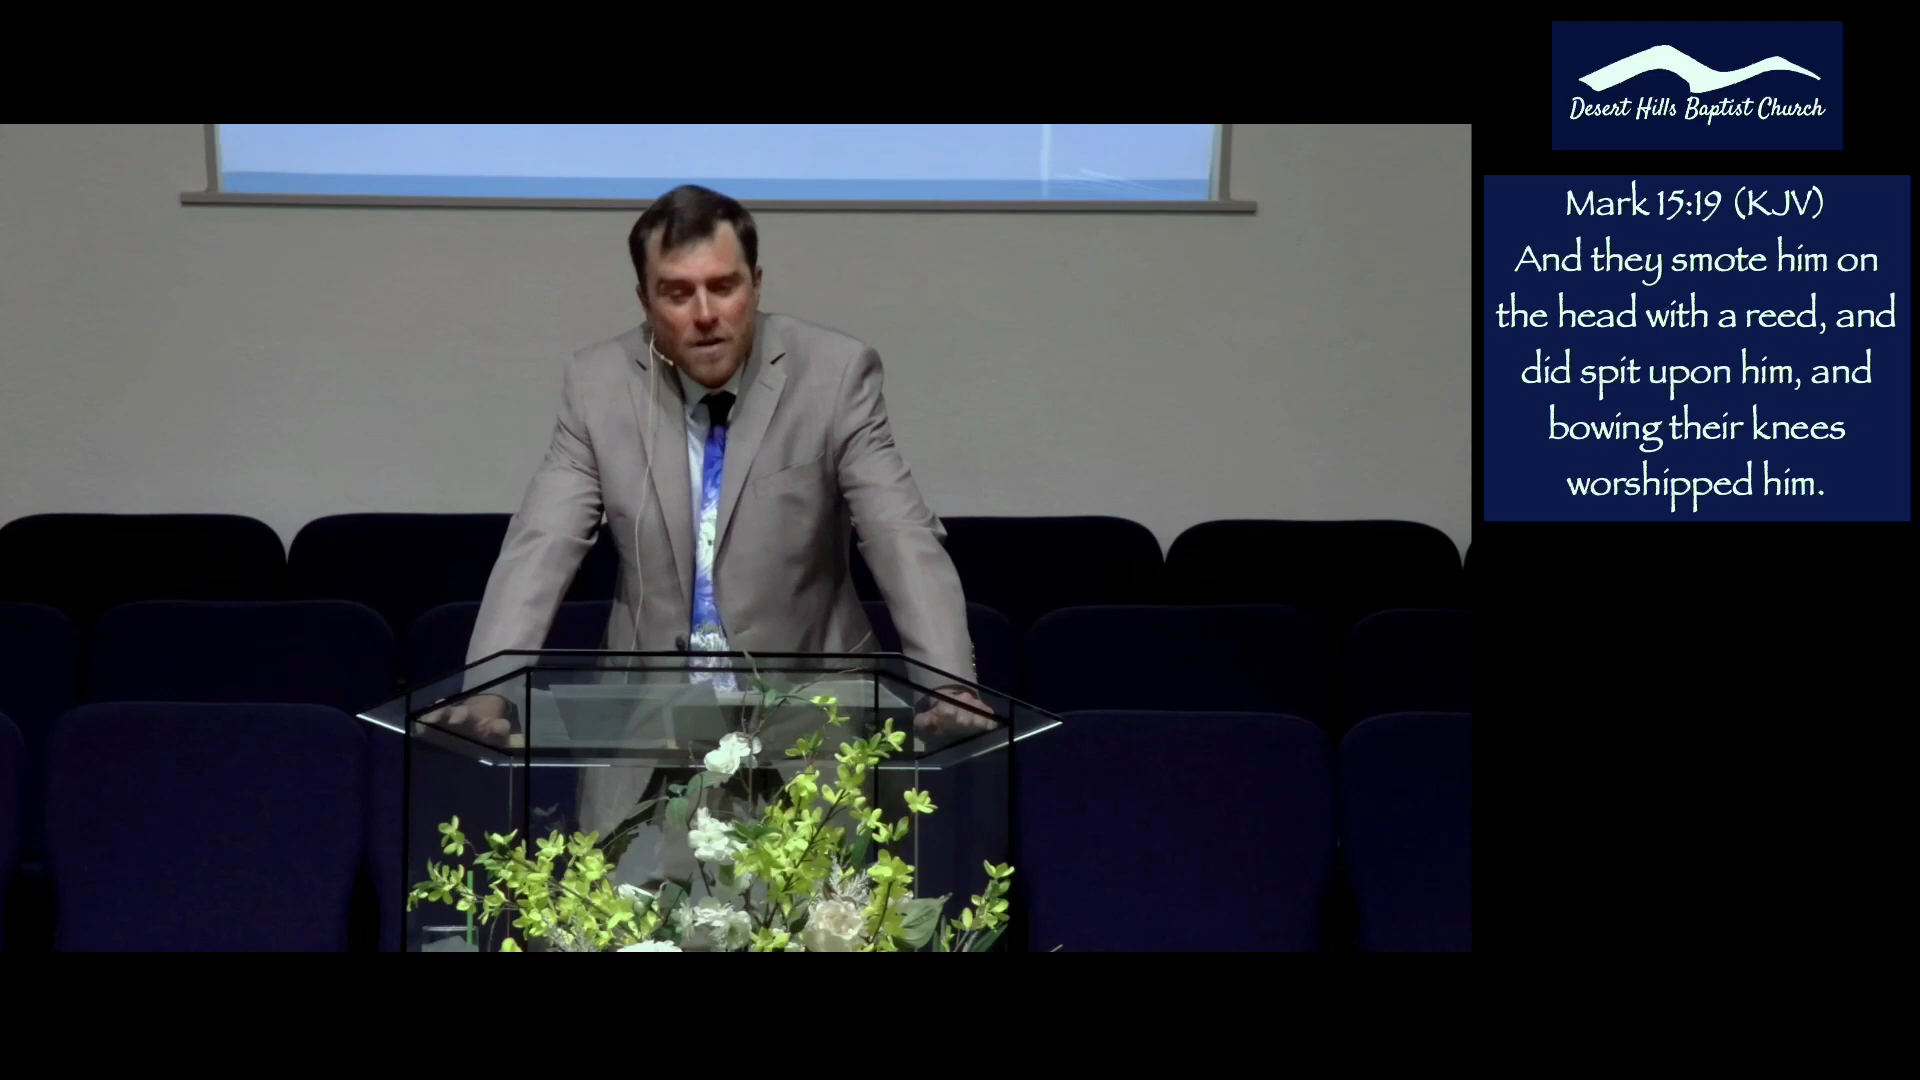 Desert Hills Baptist Church
Mark 15:19 (KJV)
And they smote him on
the head with a reed, and
did spit upon him, and
bowing their knees
worshipped him.